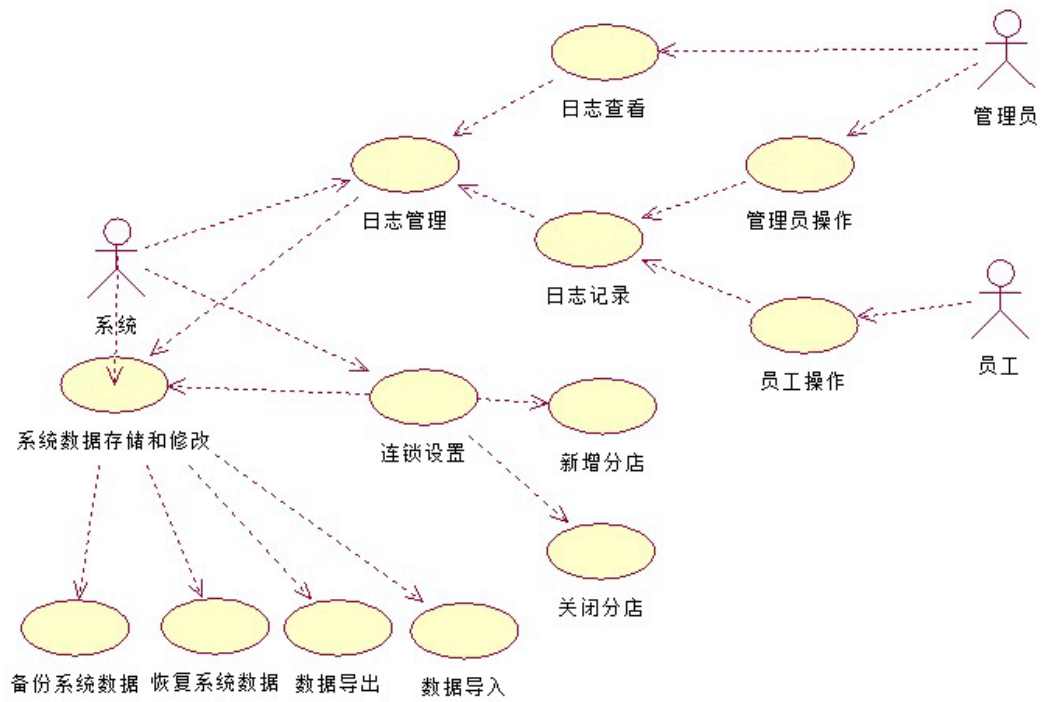 日志查看
管理员
日志管理
管理员操作
日志记录
系统
员工操作
员工
系统数据存储和修改
连锁设置
新增分店
关闭分店
备份系统数据
恢复系统数据
数据导出
数据导入